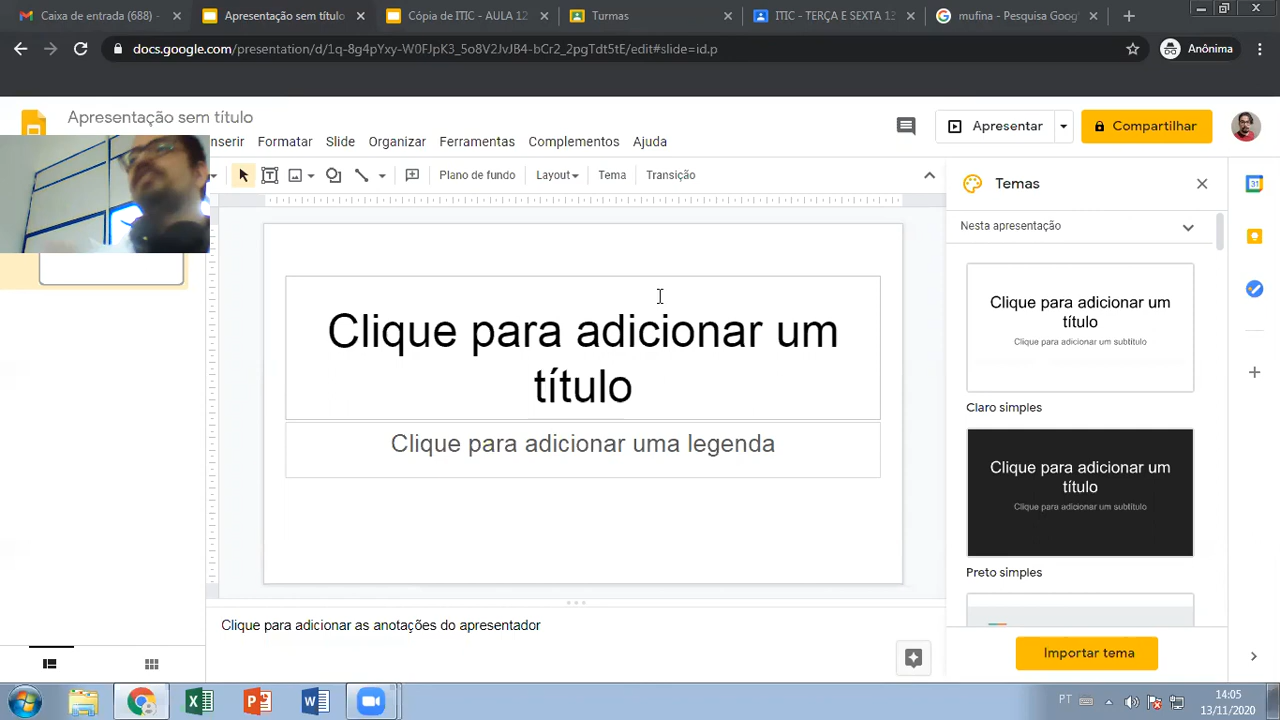 Caixa de entrada (688) -
Apresentação sem título
Cópia de ITIC - AULA 12
Turmas
ITIC - TERÇA E SEXTA 13
mufina - Pesquisa Goog
docs.google.com/presentation/d/1q-8g4pYxy-W0FJpK3_5o8V2JvJB4-bCr2_2pgTdt5tE/edit#slide=id.p
Anônima
Apresentação sem título
Apresentar
Compartilhar
nserir Formatar Slide Organizar Ferramentas Complementos Ajuda
Plano de fundo Layout Tema Transição
Temas
Nesta apresentação
Clique para adicionar um
título
Clique para adicionar uma legenda
Clique para adicionar um
título
Clique para adicionar um subtítulo
Claro simples
Clique para adicionar um
título
Clique para adicionar um subtítulo
Preto simples
Clique para adicionar as anotações do apresentador
Importar tema
PT
14:05
13/11/2020